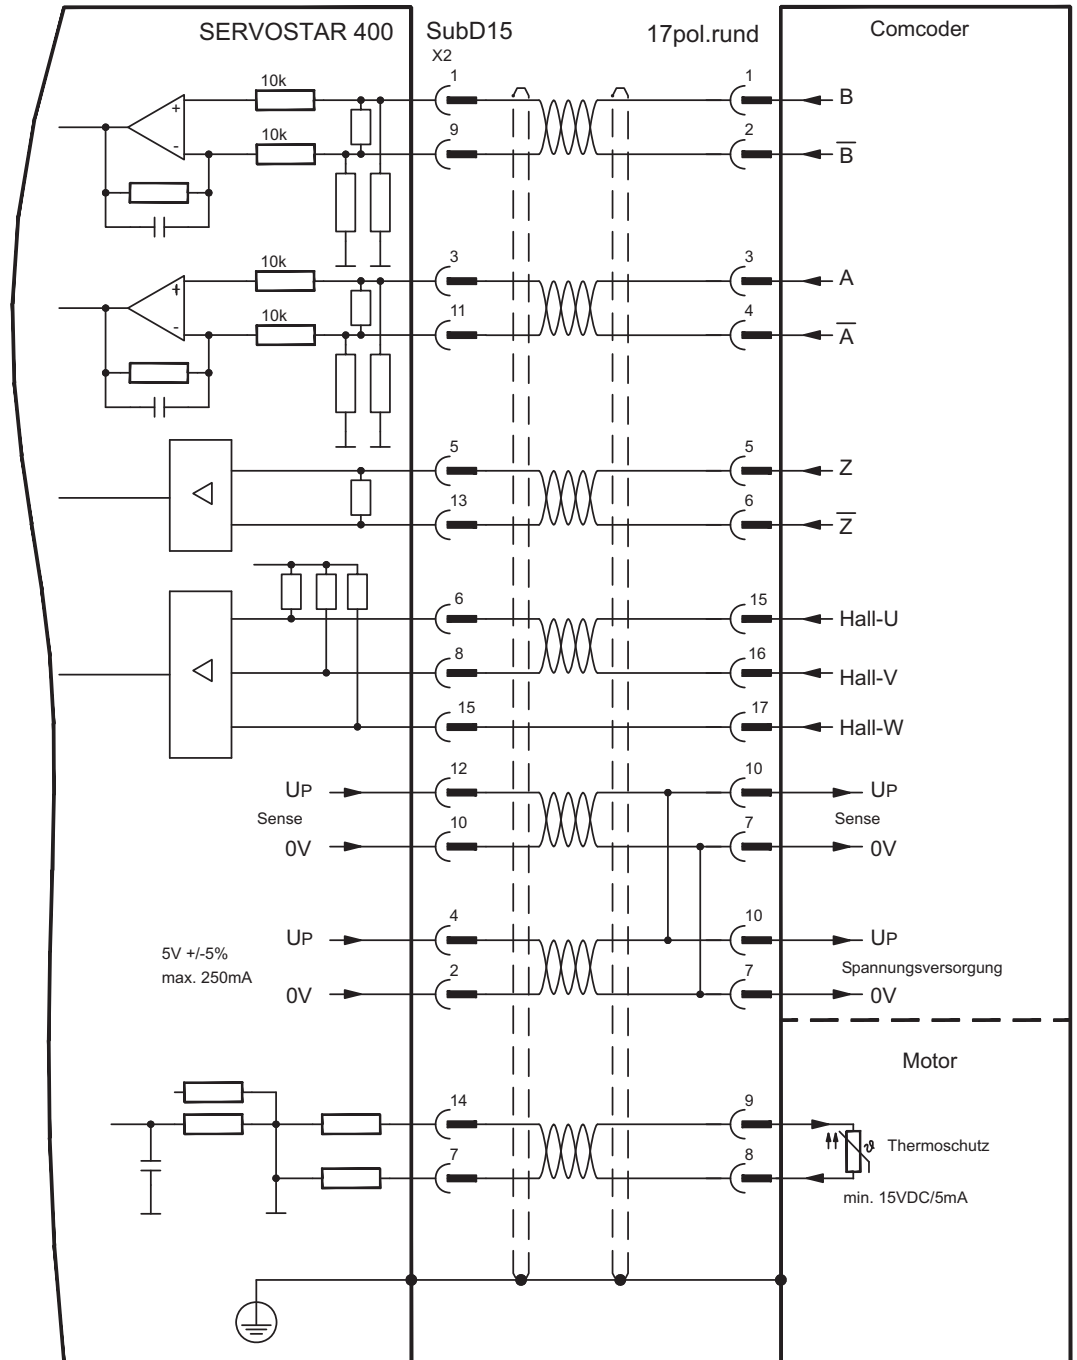 SERVOSTAR 400 SubD15 17pol.rund Comcoder
X2
10k 1 1 B
+
10k 9 2 B̅
-
10k 3 3 A
+
10k 11 4 A̅
-
5 5 Z
13 6 Z̅
6 15 Hall-U
8 16 Hall-V
15 17 Hall-W
UP 12 10 UP
Sense Sense
0V 10 7 0V
UP 4 10 UP
5V +/-5%
max. 250mA
Spannungsversorgung
0V 2 7 0V
Motor
14 9
ϑ Thermoschutz
7 8
min. 15VDC/5mA